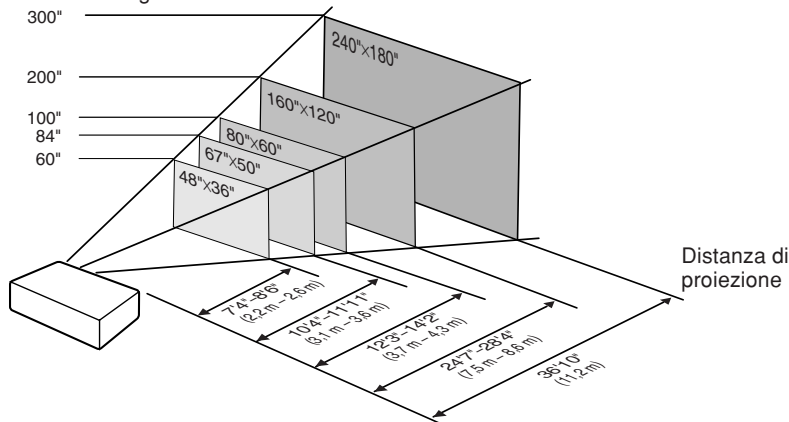 300"
200"
100"
84"
60"
240"×180"
160"×120"
80"×60"
67"×50"
48"×36"
Distanza di
proiezione
7'4"–8'6"
(2,2 m – 2,6 m)
10'4"–11'11"
(3,1 m – 3,6 m)
12'3"–14'2"
(3,7 m – 4,3 m)
24'7"–28'4"
(7,5 m – 8,6 m)
36'10"
(11,2 m)